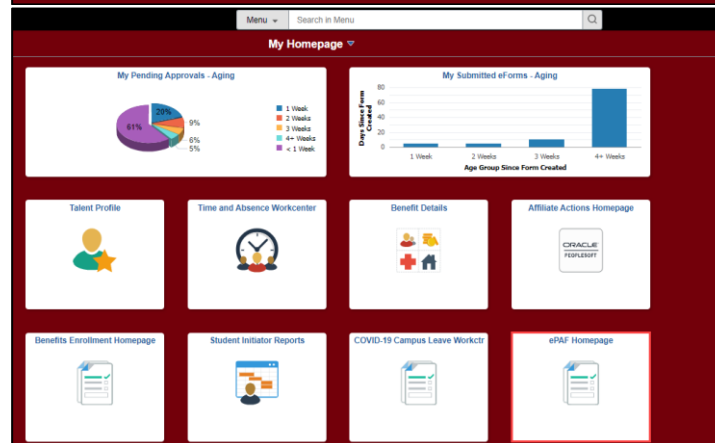 Menu
Search in Menu
My Homepage
My Pending Approvals - Aging
20%
9%
6%
5%
61%
1 Week
2 Weeks
3 Weeks
4+ Weeks
< 1 Week
My Submitted eForms - Aging
Days Since Form
Created
80
60
40
20
0
1 Week
2 Weeks
3 Weeks
4+ Weeks
Age Group Since Form Created
Talent Profile
Time and Absence Workcenter
Benefit Details
Affiliate Actions Homepage
ORACLE
PEOPLESOFT
Benefits Enrollment Homepage
Student Initiator Reports
COVID-19 Campus Leave Workctr
ePAF Homepage